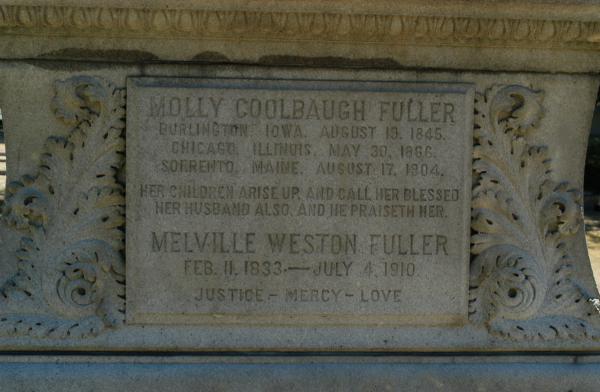 MOLLY COOLBAUGH FULLER
BURLINGTON, IOWA. AUGUST 19. 1845.
CHICAGO, ILLINOIS, MAY 30, 1866.
SORRENTO, MAINE, AUGUST 17, 1904.
HER CHILDREN ARISE UP, AND CALL HER BLESSED
HER HUSBAND ALSO, AND HE PRAISETH HER.
MELVILLE WESTON FULLER
FEB. 11. 1833.—JULY 4, 1910
JUSTICE – MERCY – LOVE